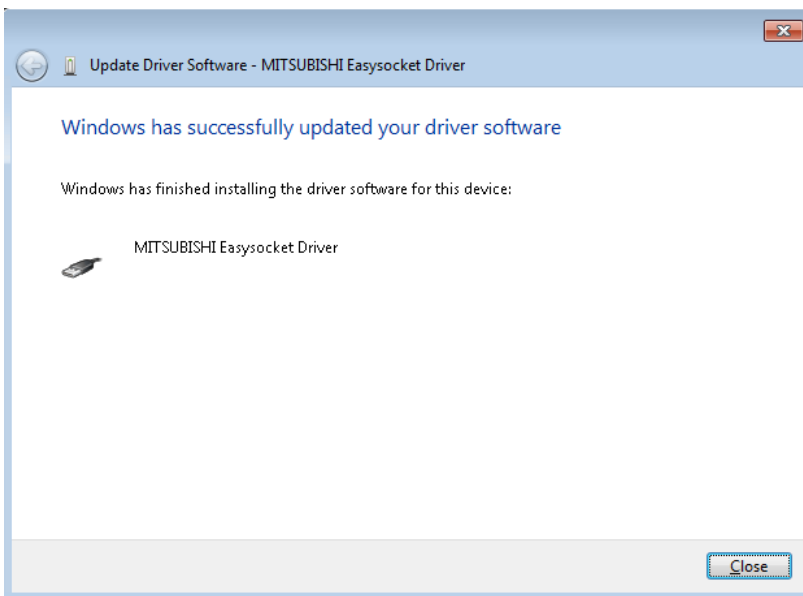 Update Driver Software - MITSUBISHI Easysocket Driver
Windows has successfully updated your driver software
Windows has finished installing the driver software for this device:
MITSUBISHI Easysocket Driver
Close